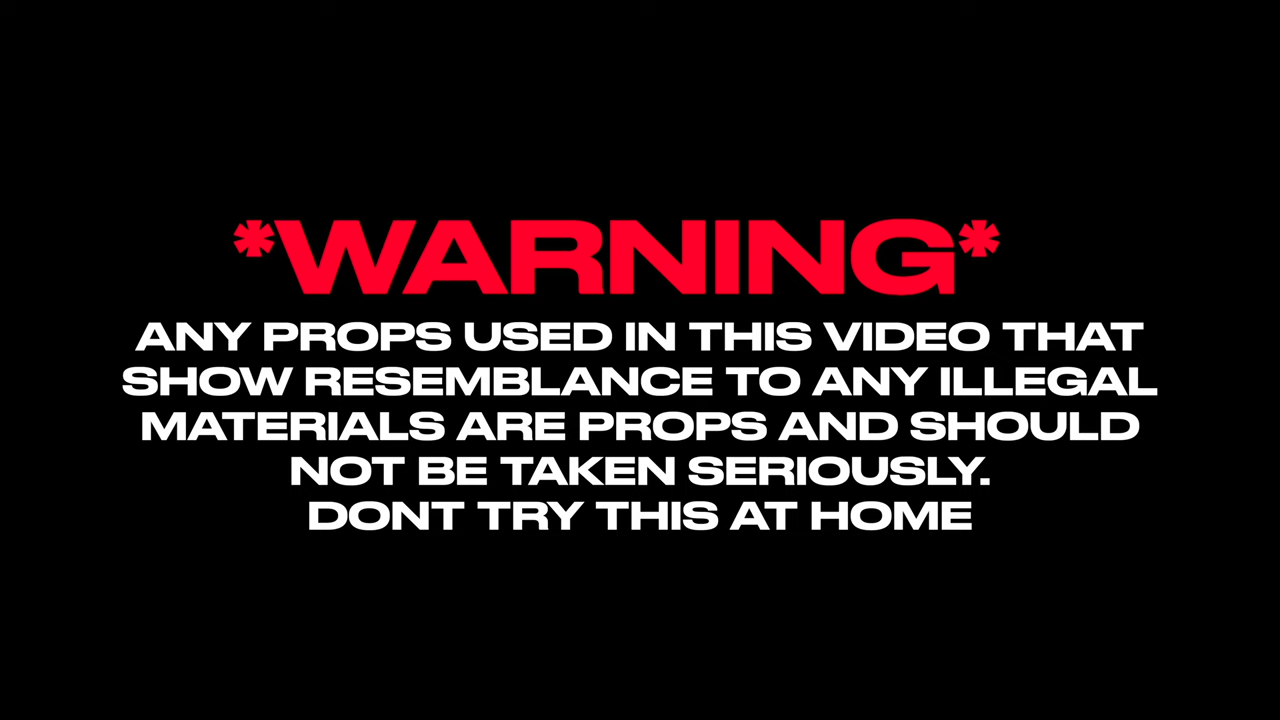 *WARNING*
ANY PROPS USED IN THIS VIDEO THAT
SHOW RESEMBLANCE TO ANY ILLEGAL
MATERIALS ARE PROPS AND SHOULD
NOT BE TAKEN SERIOUSLY.
DONT TRY THIS AT HOME